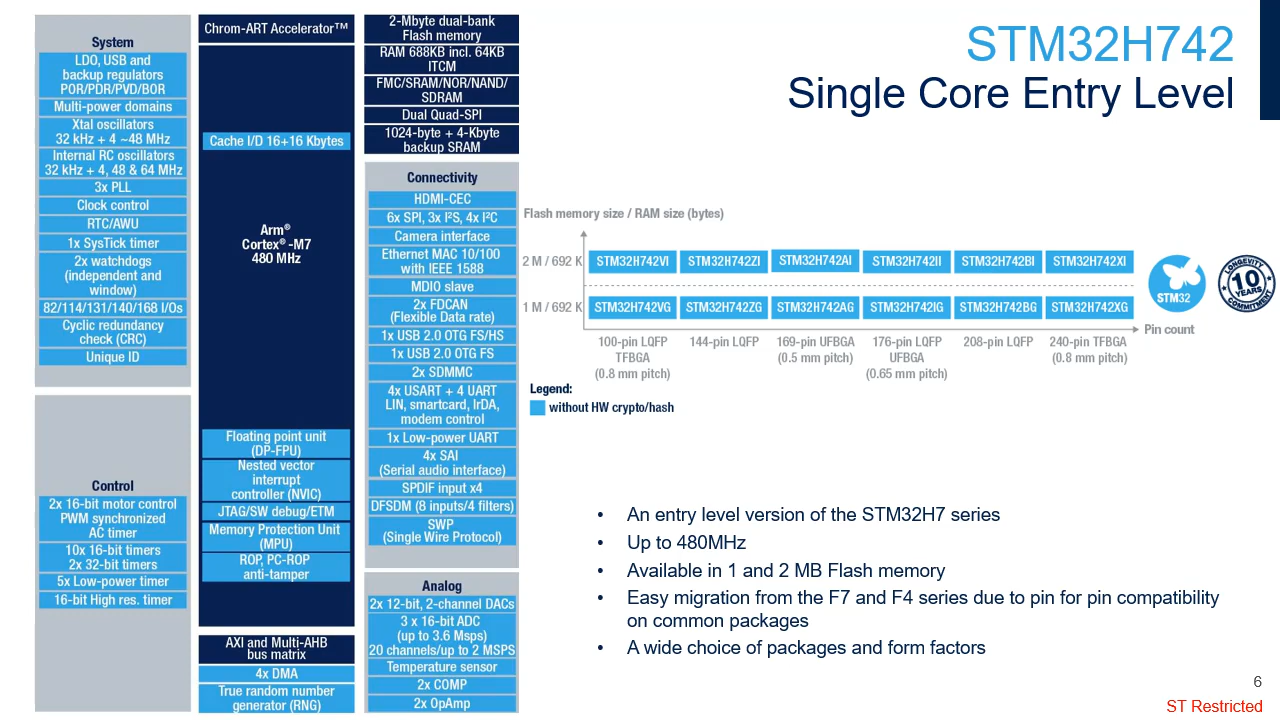 STM32H742
Single Core Entry Level
System
LDO, USB and
backup regulators
POR/PDR/PVD/BOR
Multi-power domains
Xtal oscillators
32 kHz + 4 ~48 MHz
Internal RC oscillators
32 kHz + 4, 48 & 64 MHz
3x PLL
Clock control
RTC/AWU
1x SysTick timer
2x watchdogs
(independent and
window)
82/114/131/140/168 I/Os
Cyclic redundancy
check (CRC)
Unique ID
Control
2x 16-bit motor control
PWM synchronized
AC timer
10x 16-bit timers
2x 32-bit timers
5x Low-power timer
16-bit High res. timer
Chrom-ART Accelerator™
Cache I/D 16+16 Kbytes
Arm®
Cortex® -M7
480 MHz
Floating point unit
(DP-FPU)
Nested vector
interrupt
controller (NVIC)
JTAG/SW debug/ETM
Memory Protection Unit
(MPU)
ROP, PC-ROP
anti-tamper
AXI and Multi-AHB
bus matrix
4x DMA
True random number
generator (RNG)
2-Mbyte dual-bank
Flash memory
RAM 688KB incl. 64KB
ITCM
FMC/SRAM/NOR/NAND/
SDRAM
Dual Quad-SPI
1024-byte + 4-Kbyte
backup SRAM
Connectivity
HDMI-CEC
6x SPI, 3x I²S, 4x I²C
Camera interface
Ethernet MAC 10/100
with IEEE 1588
MDIO slave
2x FDCAN
(Flexible Data rate)
1x USB 2.0 OTG FS/HS
1x USB 2.0 OTG FS
2x SDMMC
4x USART + 4 UART
LIN, smartcard, IrDA,
modem control
1x Low-power UART
4x SAI
(Serial audio interface)
SPDIF input x4
DFSDM (8 inputs/4 filters)
SWP
(Single Wire Protocol)
Analog
2x 12-bit, 2-channel DACs
3 x 16-bit ADC
(up to 3.6 Msps)
20 channels/up to 2 MSPS
Temperature sensor
2x COMP
2x OpAmp
Flash memory size / RAM size (bytes)
2 M / 692 K STM32H742VI STM32H742ZI STM32H742AI STM32H742II STM32H742BI STM32H742XI
1 M / 692 K STM32H742VG STM32H742ZG STM32H742AG STM32H742IG STM32H742BG STM32H742XG
Pin count
100-pin LQFP 144-pin LQFP 169-pin UFBGA 176-pin LQFP 208-pin LQFP 240-pin TFBGA
TFBGA (0.5 mm pitch) UFBGA (0.8 mm pitch)
(0.8 mm pitch) (0.65 mm pitch)
STM32
LONGEVITY
10
YEARS
COMMITMENT
Legend:
without HW crypto/hash
• An entry level version of the STM32H7 series
• Up to 480MHz
• Available in 1 and 2 MB Flash memory
• Easy migration from the F7 and F4 series due to pin for pin compatibility
on common packages
• A wide choice of packages and form factors
6
ST Restricted